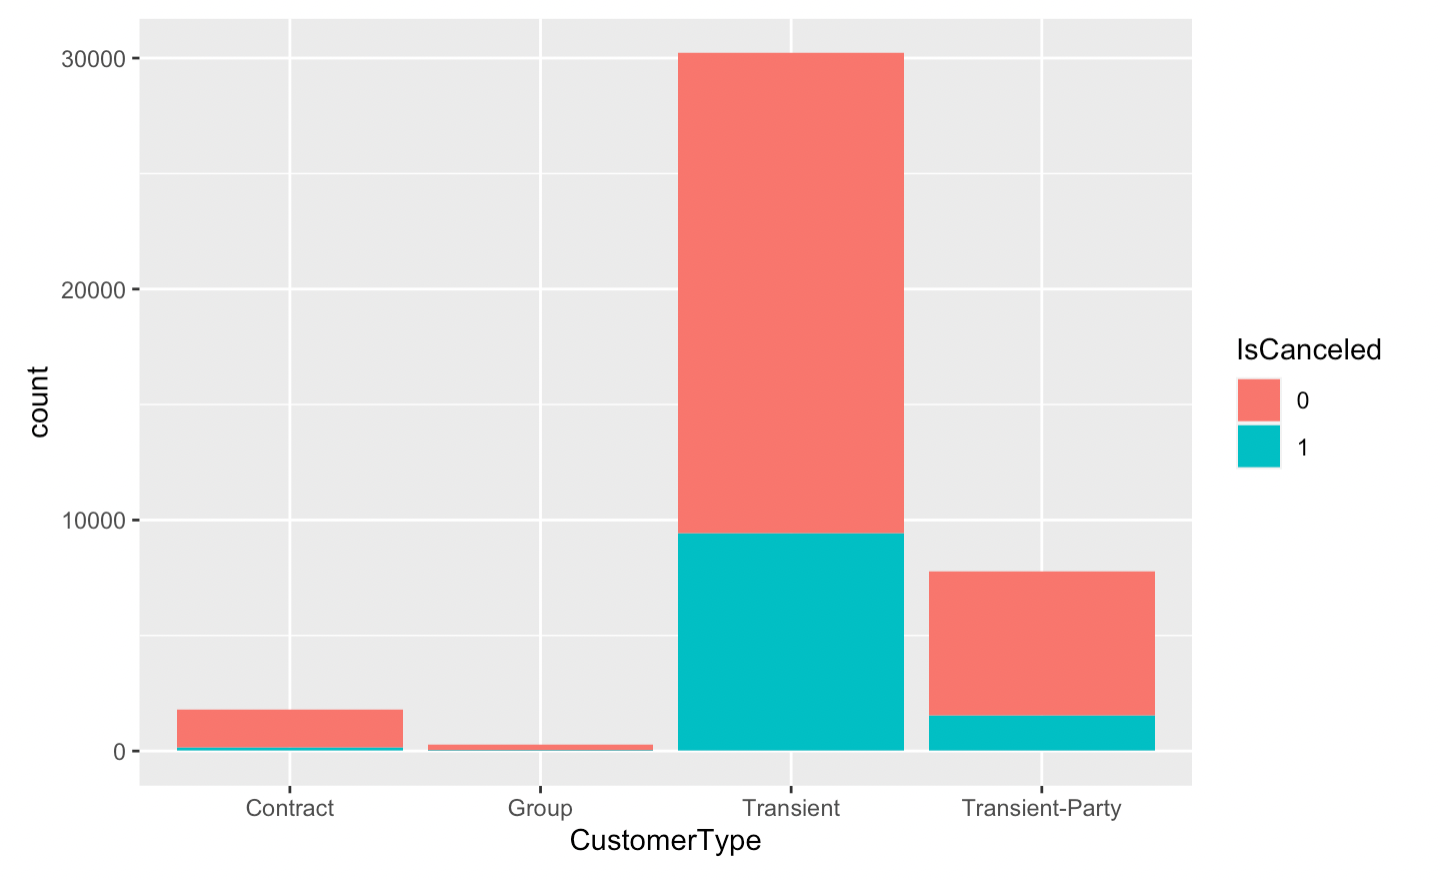 30000
20000
10000
0
count
Contract Group Transient Transient-Party
CustomerType
IsCanceled
0
1